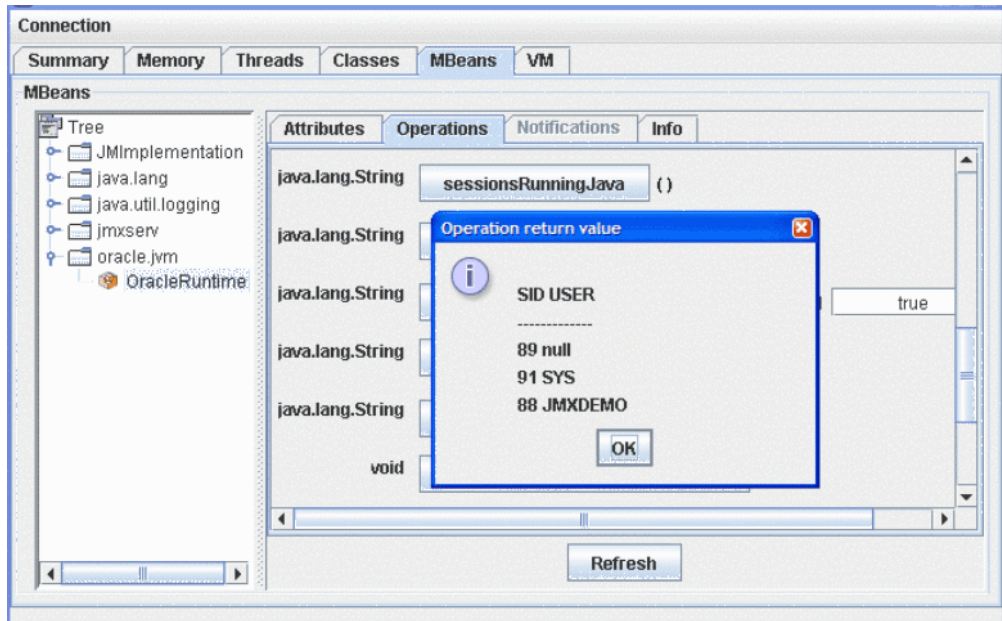 Connection
Summary Memory Threads Classes MBeans VM
MBeans
Tree
JMImplementation
java.lang
java.util.logging
jmxserv
oracle.jvm
OracleRuntime
Attributes Operations Notifications Info
java.lang.String sessionsRunningJava ( )
java.lang.String
java.lang.String true
java.lang.String
java.lang.String
void
Operation return value
SID USER
-------------
89 null
91 SYS
88 JMXDEMO
OK
Refresh